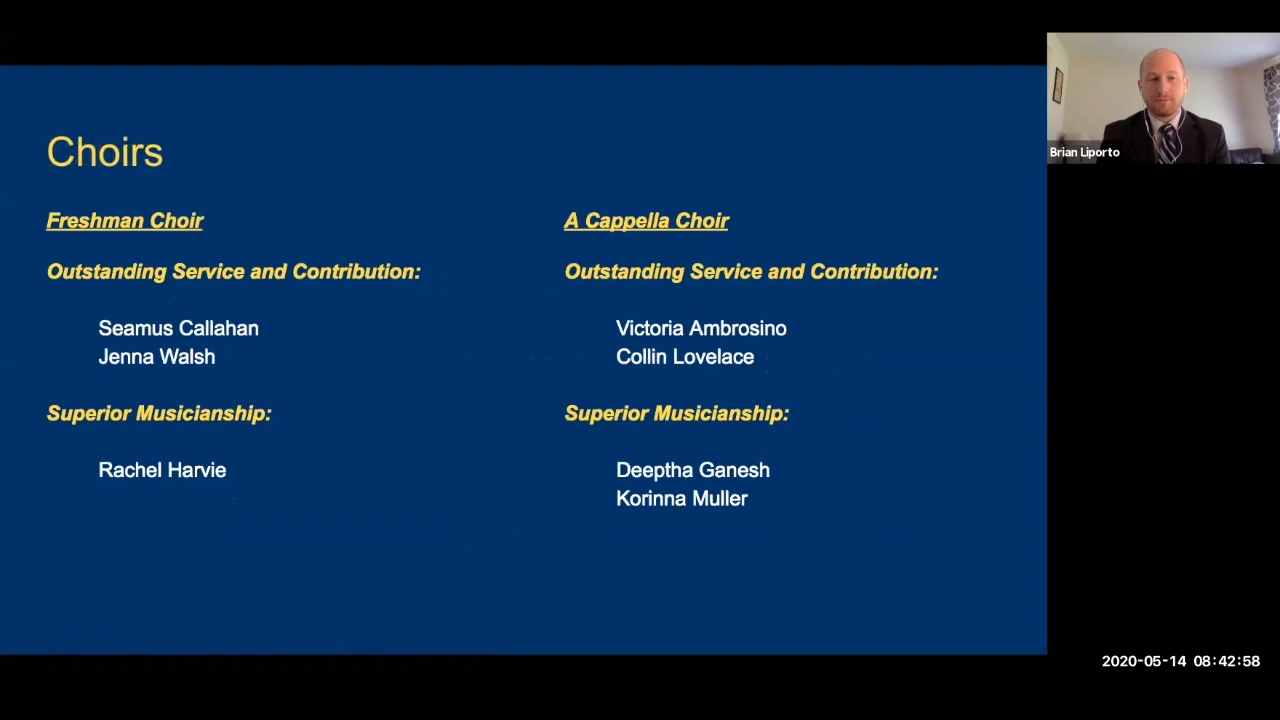 Choirs
Freshman Choir
Outstanding Service and Contribution:
Seamus Callahan
Jenna Walsh
Superior Musicianship:
Rachel Harvie
A Cappella Choir
Outstanding Service and Contribution:
Victoria Ambrosino
Collin Lovelace
Superior Musicianship:
Deeptha Ganesh
Korinna Muller
Brian Liporto
2020-05-14 08:42:58